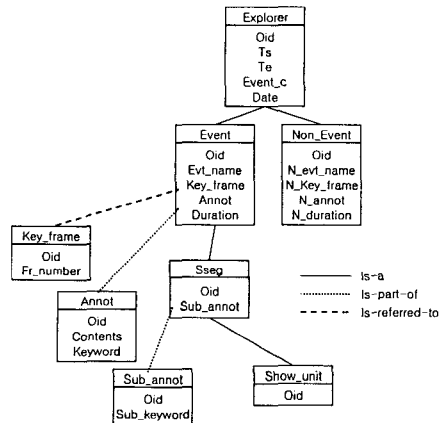 Explorer
Oid
Ts
Te
Event_c
Date
Event
Oid
Evt_name
Key_frame
Annot
Duration
Non_Event
Oid
N_evt_name
N_Key_frame
N_annot
N_duration
Key_frame
Oid
Fr_number
Sseg
Oid
Sub_annot
Is-a
Is-part-of
Is-referred-to
Annot
Oid
Contents
Keyword
Sub_annot
Oid
Sub_keyword
Show_unit
Oid